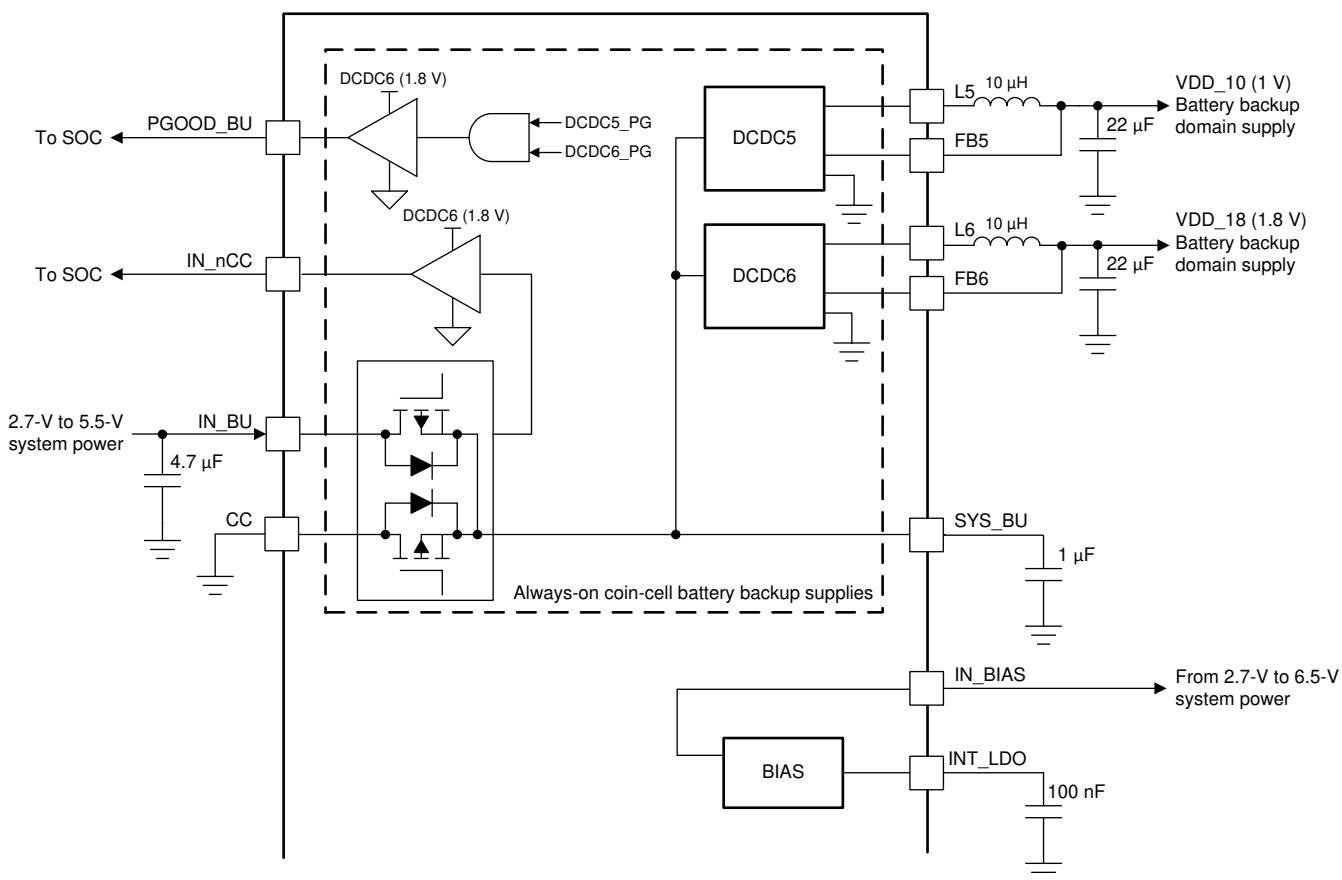 DCDC6 (1.8 V)
PGOOD_BU
To SOC
DCDC5_PG
DCDC6_PG
DCDC6 (1.8 V)
IN_nCC
To SOC
2.7-V to 5.5-V
system power
IN_BU
4.7 µF
CC
DCDC5
L5
10 µH
VDD_10 (1 V)
Battery backup
domain supply
22 µF
FB5
DCDC6
L6
10 µH
VDD_18 (1.8 V)
Battery backup
domain supply
22 µF
FB6
SYS_BU
1 µF
Always-on coin-cell battery backup supplies
IN_BIAS
From 2.7-V to 6.5-V
system power
BIAS
INT_LDO
100 nF